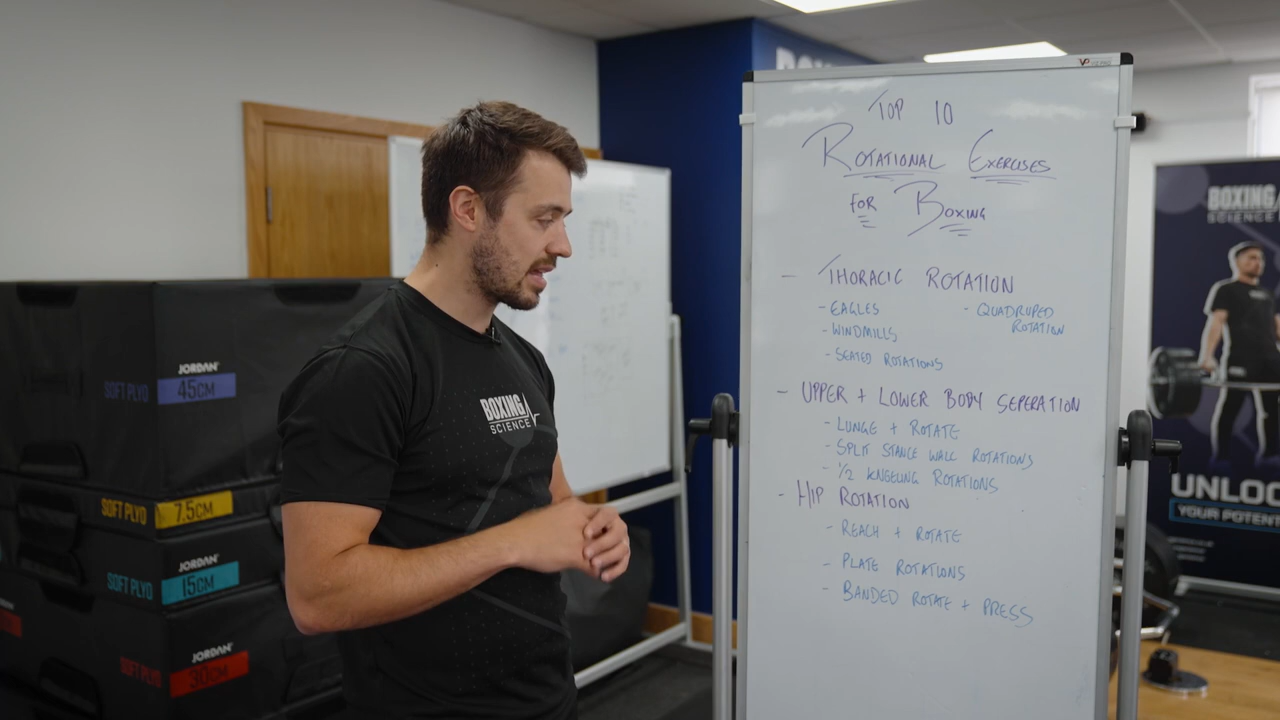 TOP 10
ROTATIONAL EXERCISES
FOR BOXING
- THORACIC ROTATION
- EAGLES
- WINDMILLS
- SEATED ROTATIONS
- QUADRUPED
ROTATION
- UPPER + LOWER BODY SEPERATION
- LUNGE + ROTATE
- SPLIT STANCE WALL ROTATIONS
- 1/2 KNEELING ROTATIONS
- HIP ROTATION
- REACH + ROTATE
- PLATE ROTATIONS
- BANDED ROTATE + PRESS
BOXING
SCIENCE
JORDAN
SOFT PLYO 45CM
SOFT PLYO 7.5CM
JORDAN
SOFT PLYO 15CM
JORDAN
SOFT PLYO 30CM
BOXING
SCIENCE
UNLOC
YOUR POTENT